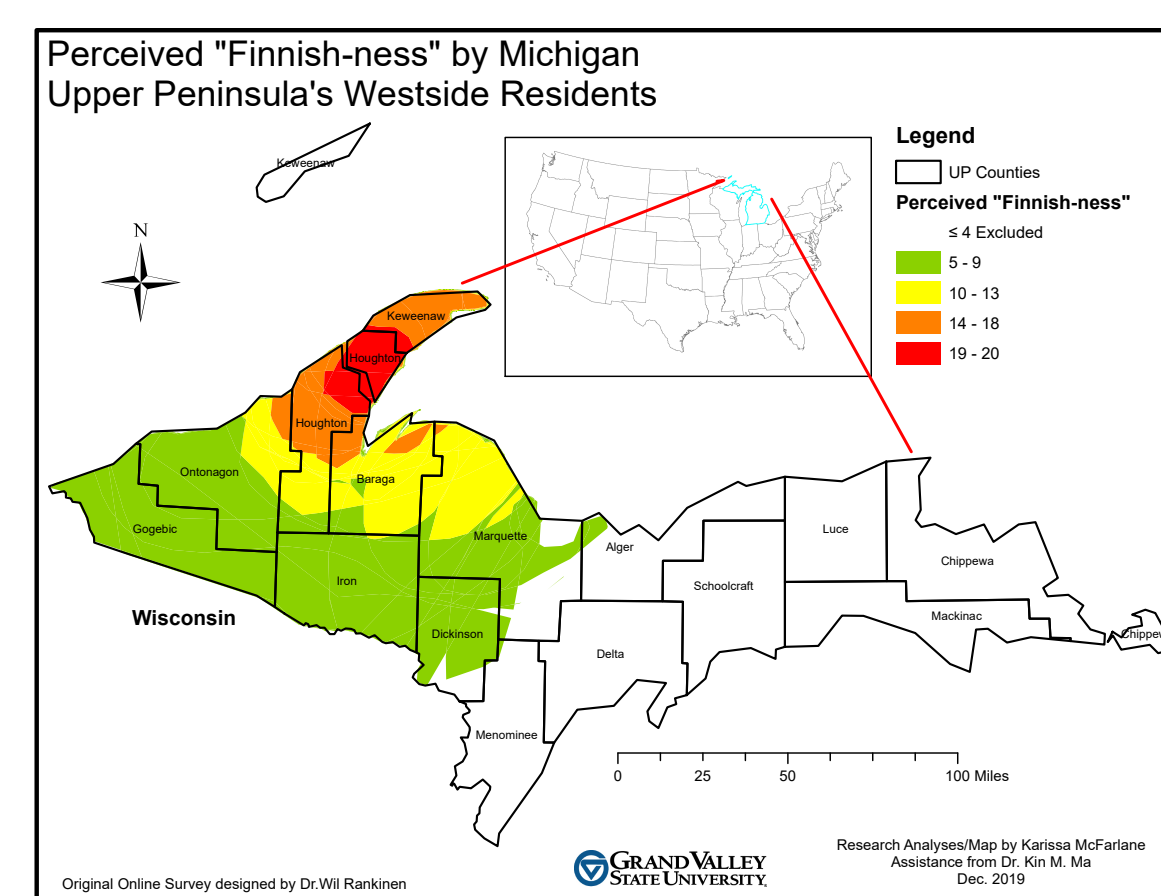 Perceived "Finnish-ness" by Michigan
Upper Peninsula's Westside Residents
Keweenaw
N
Legend
UP Counties
Perceived "Finnish-ness"
≤ 4 Excluded
5 - 9
10 - 13
14 - 18
19 - 20
Keweenaw
Houghton
Houghton
Ontonagon
Baraga
Gogebic
Marquette
Iron
Alger
Luce
Chippewa
Schoolcraft
Mackinac
Wisconsin
Dickinson
Delta
Chippew
Menominee
0 25 50 100 Miles
Original Online Survey designed by Dr.Wil Rankinen
GRAND VALLEY
STATE UNIVERSITY.
Research Analyses/Map by Karissa McFarlane
Assistance from Dr. Kin M. Ma
Dec. 2019